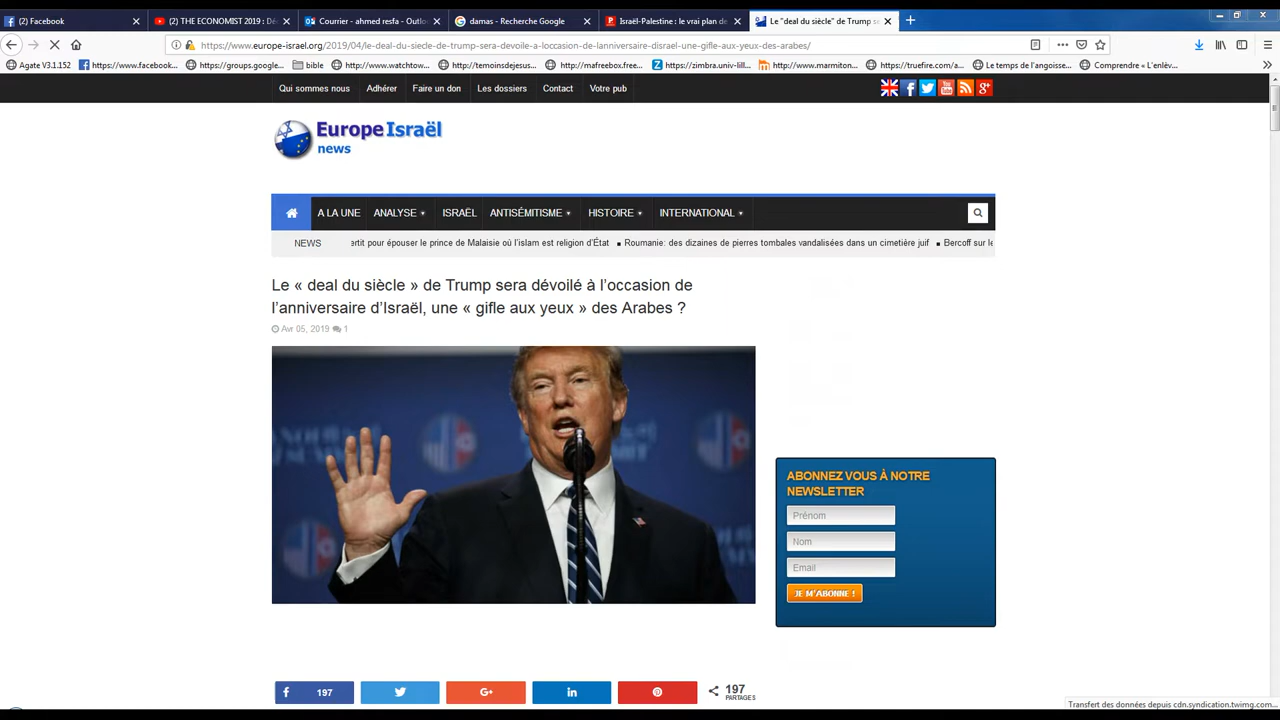 (2) Facebook
(2) THE ECONOMIST 2019 : Dé
Courrier - ahmed resfa - Outlo
damas - Recherche Google
Israël-Palestine : le vrai plan de
Le "deal du siècle" de Trump se
https://www.europe-israel.org/2019/04/le-deal-du-siecle-de-trump-sera-devoile-a-loccasion-de-lanniversaire-disrael-une-gifle-aux-yeux-des-arabes/
Agate V3.1.152
https://www.facebook...
https://groups.google...
bible
http://www.watchtow...
http://temoinsdejesus...
http://mafreebox.free...
https://zimbra.univ-lill...
http://www.marmiton...
https://truefire.com/a...
Le temps de l'angoisse...
Comprendre « L'enlèv...
Qui sommes nous
Adhérer
Faire un don
Les dossiers
Contact
Votre pub
Europe Israël
news
A LA UNE
ANALYSE
ISRAËL
ANTISÉMITISME
HISTOIRE
INTERNATIONAL
NEWS
ertit pour épouser le prince de Malaisie où l'islam est religion d'État
Roumanie: des dizaines de pierres tombales vandalisées dans un cimetière juif
Bercoff sur le
Le « deal du siècle » de Trump sera dévoilé à l'occasion de
l'anniversaire d'Israël, une « gifle aux yeux » des Arabes ?
Avr 05, 2019 1
ABONNEZ VOUS À NOTRE
NEWSLETTER
Prénom
Nom
Email
JE M'ABONNE !
197
197
PARTAGES
Transfert des données depuis cdn.syndication.twimg.com...